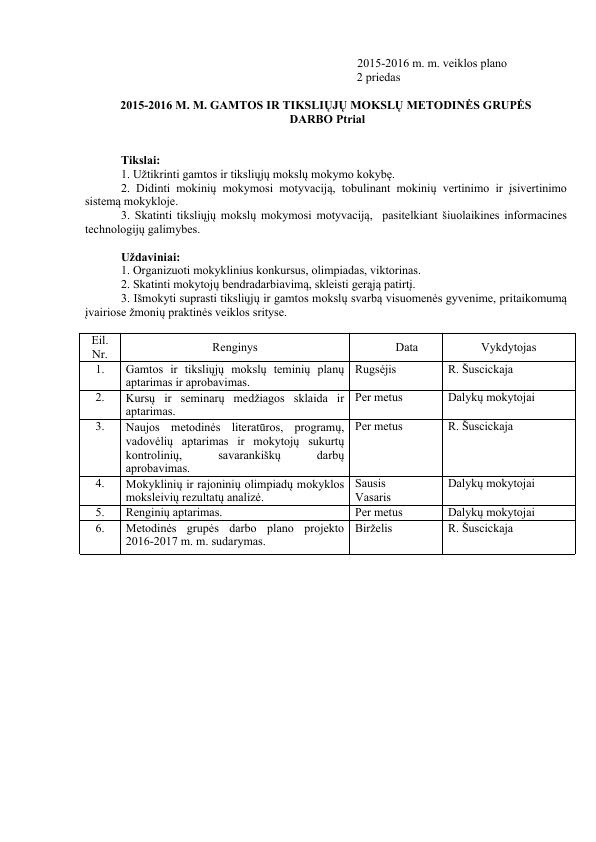 2015-2016 m. m. veiklos plano
2 priedas
2015-2016 M. M. GAMTOS IR TIKSLIŲJŲ MOKSLŲ METODINĖS GRUPĖS
DARBO Ptrial
Tikslai:
1. Užtikrinti gamtos ir tiksliųjų mokslų mokymo kokybę.
2. Didinti mokinių mokymosi motyvaciją, tobulinant mokinių vertinimo ir įsivertinimo
sistemą mokykloje.
3. Skatinti tiksliųjų mokslų mokymosi motyvaciją, pasitelkiant šiuolaikines informacines
technologijų galimybes.
Uždaviniai:
1. Organizuoti mokyklinius konkursus, olimpiadas, viktorinas.
2. Skatinti mokytojų bendradarbiavimą, skleisti gerąją patirtį.
3. Išmokyti suprasti tiksliųjų ir gamtos mokslų svarbą visuomenės gyvenime, pritaikomumą
įvairiose žmonių praktinės veiklos srityse.
Eil.
Nr.
Renginys
Data
Vykdytojas
1.
Gamtos ir tiksliųjų mokslų teminių planų
aptarimas ir aprobavimas.
Rugsėjis
R. Šuscickaja
2.
Kursų ir seminarų medžiagos sklaida ir
aptarimas.
Per metus
Dalykų mokytojai
3.
Naujos metodinės literatūros, programų,
vadovėlių aptarimas ir mokytojų sukurtų
kontrolinių, savarankiškų darbų
aprobavimas.
Per metus
R. Šuscickaja
4.
Mokyklinių ir rajoninių olimpiadų mokyklos
moksleivių rezultatų analizė.
Sausis
Vasaris
Dalykų mokytojai
5.
Renginių aptarimas.
Per metus
Dalykų mokytojai
6.
Metodinės grupės darbo plano projekto
2016-2017 m. m. sudarymas.
Birželis
R. Šuscickaja